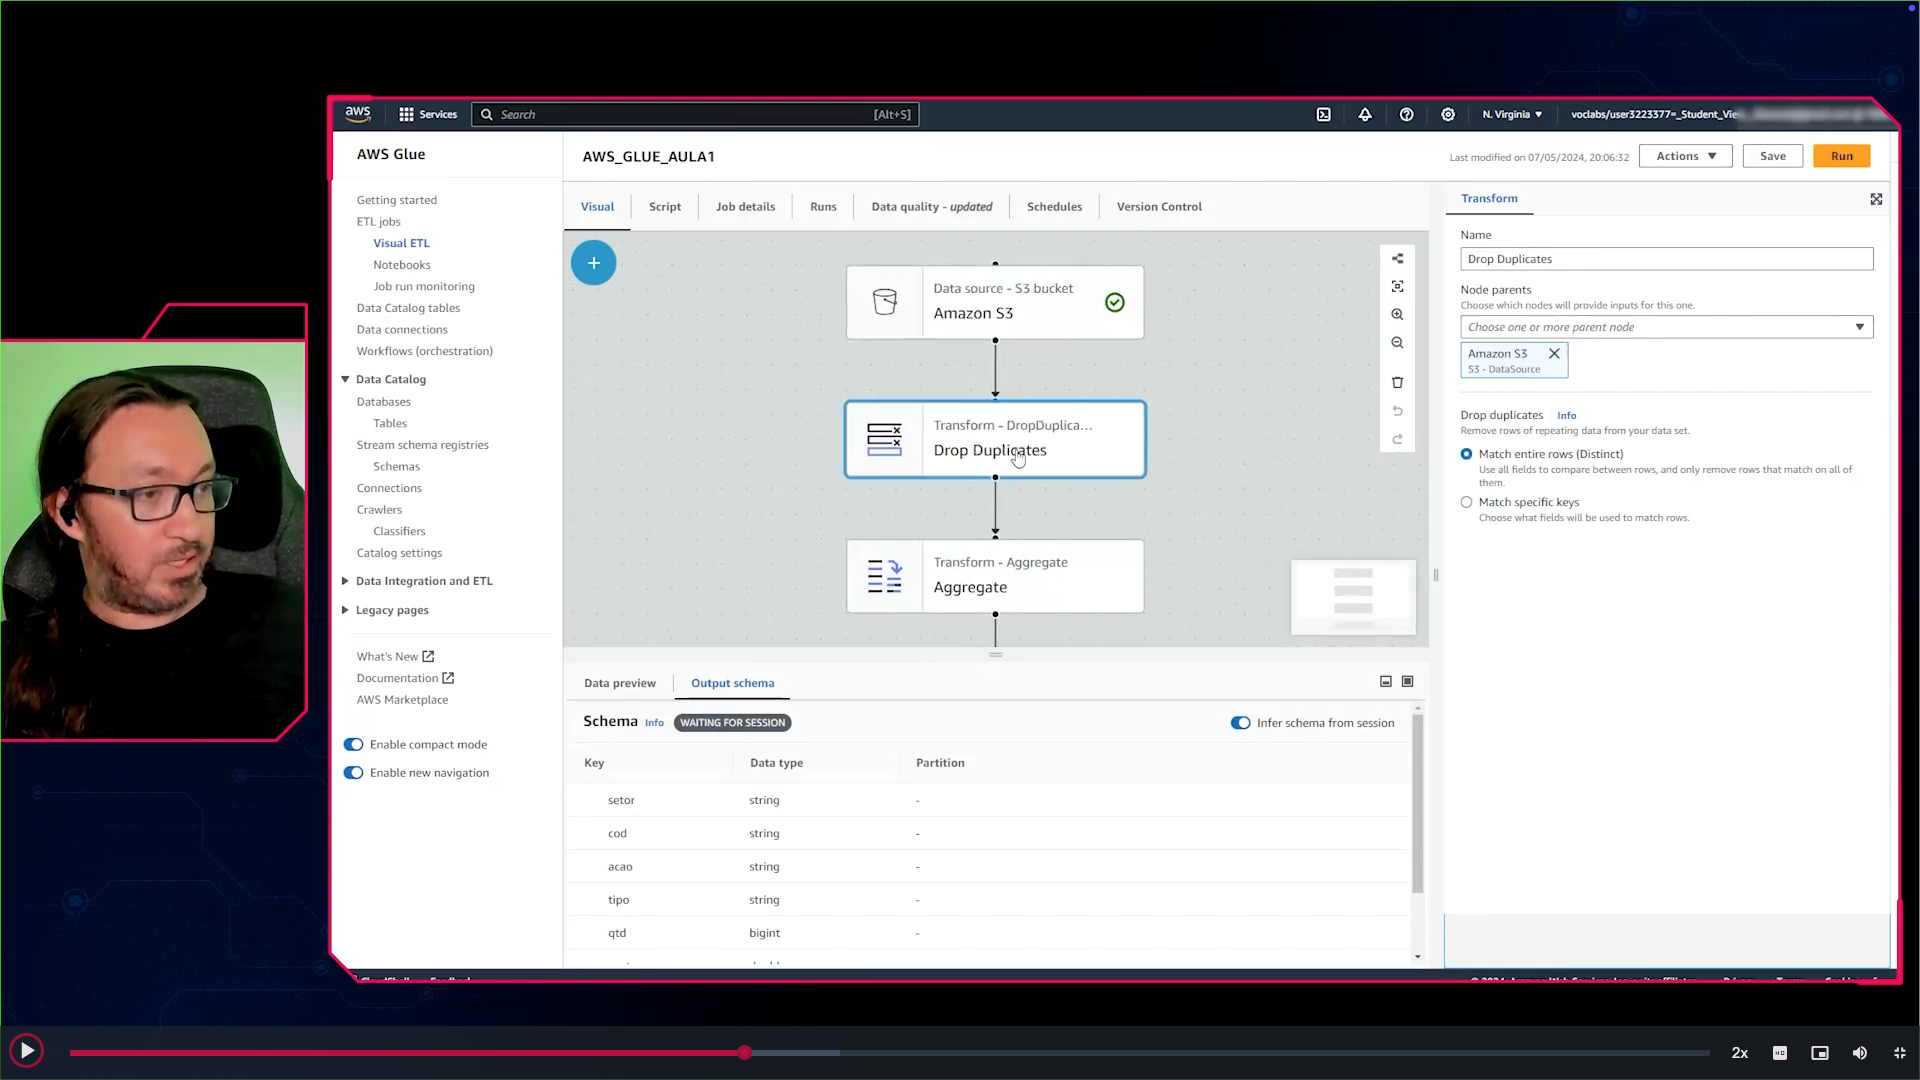 aws
Services
Search
[Alt+S]
N. Virginia
voclabs/user3223377=_Student_Vie
AWS Glue
Getting started
ETL jobs
Visual ETL
Notebooks
Job run monitoring
Data Catalog tables
Data connections
Workflows (orchestration)
Data Catalog
Databases
Tables
Stream schema registries
Schemas
Connections
Crawlers
Classifiers
Catalog settings
Data Integration and ETL
Legacy pages
What's New
Documentation
AWS Marketplace
Enable compact mode
Enable new navigation
AWS_GLUE_AULA1
Last modified on 07/05/2024, 20:06:32
Actions
Save
Run
Visual
Script
Job details
Runs
Data quality - updated
Schedules
Version Control
Data source - S3 bucket
Amazon S3
Transform - DropDuplica...
Drop Duplicates
Transform - Aggregate
Aggregate
Data preview
Output schema
Schema Info WAITING FOR SESSION
Infer schema from session
Key Data type Partition
setor string -
cod string -
acao string -
tipo string -
qtd bigint -
Transform
Name
Drop Duplicates
Node parents
Choose which nodes will provide inputs for this one.
Choose one or more parent node
Amazon S3
S3 - DataSource
Drop duplicates Info
Remove rows of repeating data from your data set.
Match entire rows (Distinct)
Use all fields to compare between rows, and only remove rows that match on all of
them.
Match specific keys
Choose what fields will be used to match rows.
2x
HD